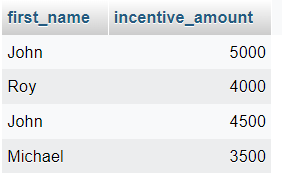 first_name incentive_amount
John 5000
Roy 4000
John 4500
Michael 3500